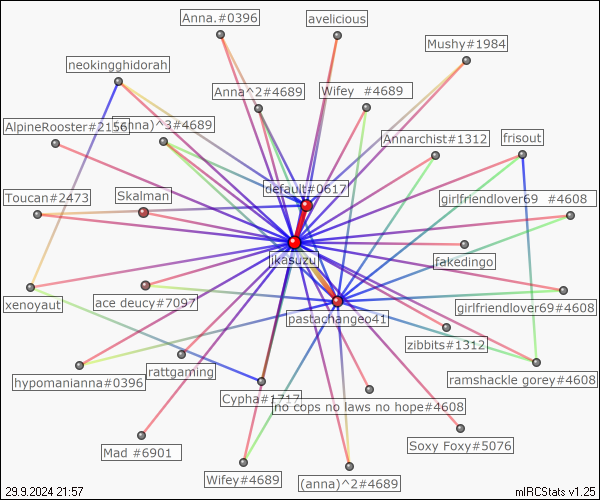 Anna.#0396
avelicious
Mushy#1984
neokingghidorah
Anna^2#4689
Wifey #4689
AlpineRooster#2156
nna)^3#4689
Annarchist#1312
frisout
default#0617
Toucan#2473
Skalman
girlfriendlover69 #4608
ikasuzu
fakedingo
xenoyaut
ace deucy#7097
pastachangeo41
girlfriendlover69#4608
zibbits#1312
hypomanianna#0396
rattgaming
ramshackle gorey#4608
Cypha#1717
no cops no laws no hope#4608
Mad #6901
Soxy Foxy#5076
Wifey#4689
(anna)^2#4689
29.9.2024 21:57
mIRCStats v1.25